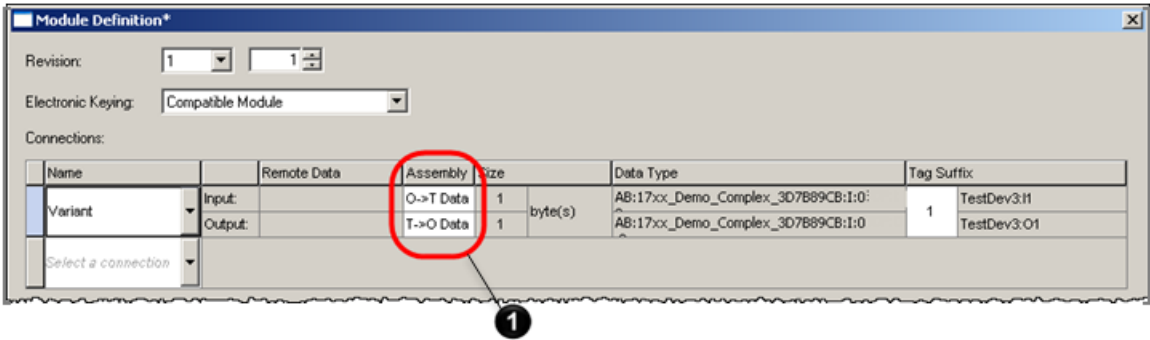 Module Definition*
Revision: 1 1
Electronic Keying: Compatible Module
Connections:
Name Remote Data Assembly Size Data Type Tag Suffix
Variant Input: O->T Data 1 byte(s) AB:17xx_Demo_Complex_3D7B89CB:I:0 1 TestDev3:I1
Output: T->O Data 1 AB:17xx_Demo_Complex_3D7B89CB:I:0 TestDev3:O1
Select a connection
1